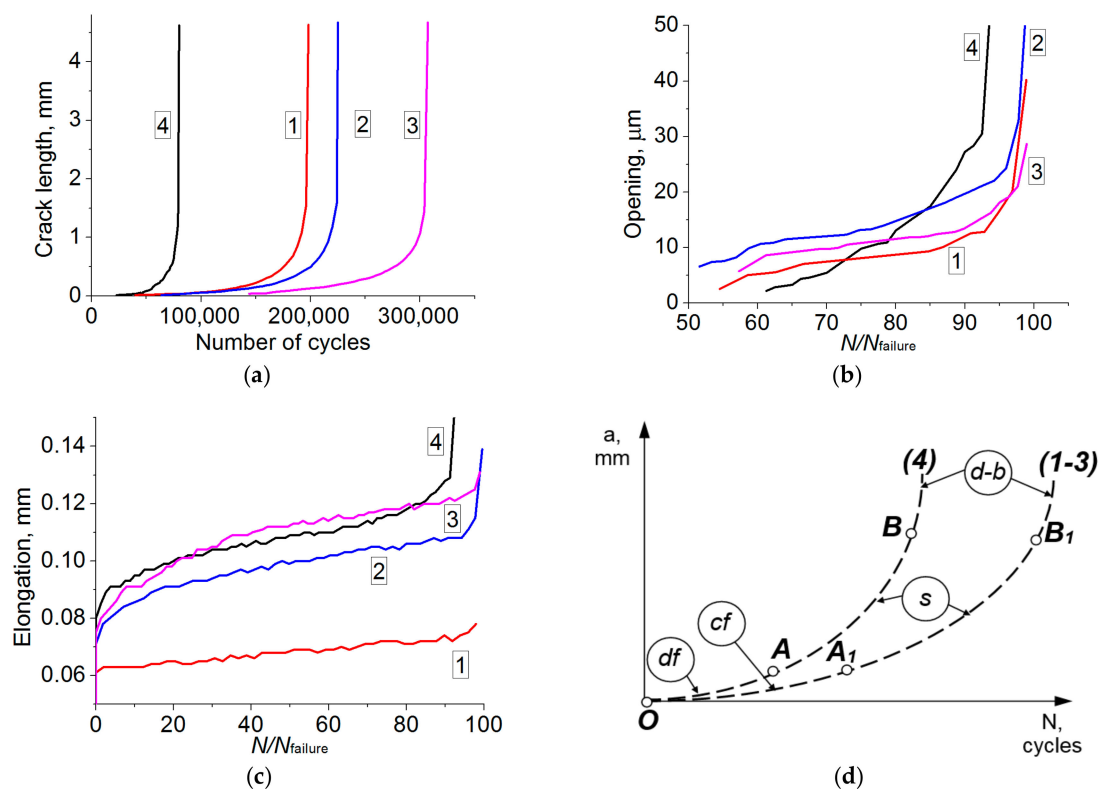 Crack length, mm
4
3
2
1
0
4
1
2
3
0
100,000
200,000
300,000
Number of cycles
(a)
Opening, μm
50
40
30
20
10
0
4
2
3
1
50
60
70
80
90
100
N/Nfailure
(b)
Elongation, mm
0.14
0.12
0.10
0.08
0.06
4
3
2
1
0
20
40
60
80
100
N/Nfailure
(c)
a,
mm
(4)
(1-3)
d-b
B
B1
s
cf
A
A1
df
O
N,
cycles
(d)